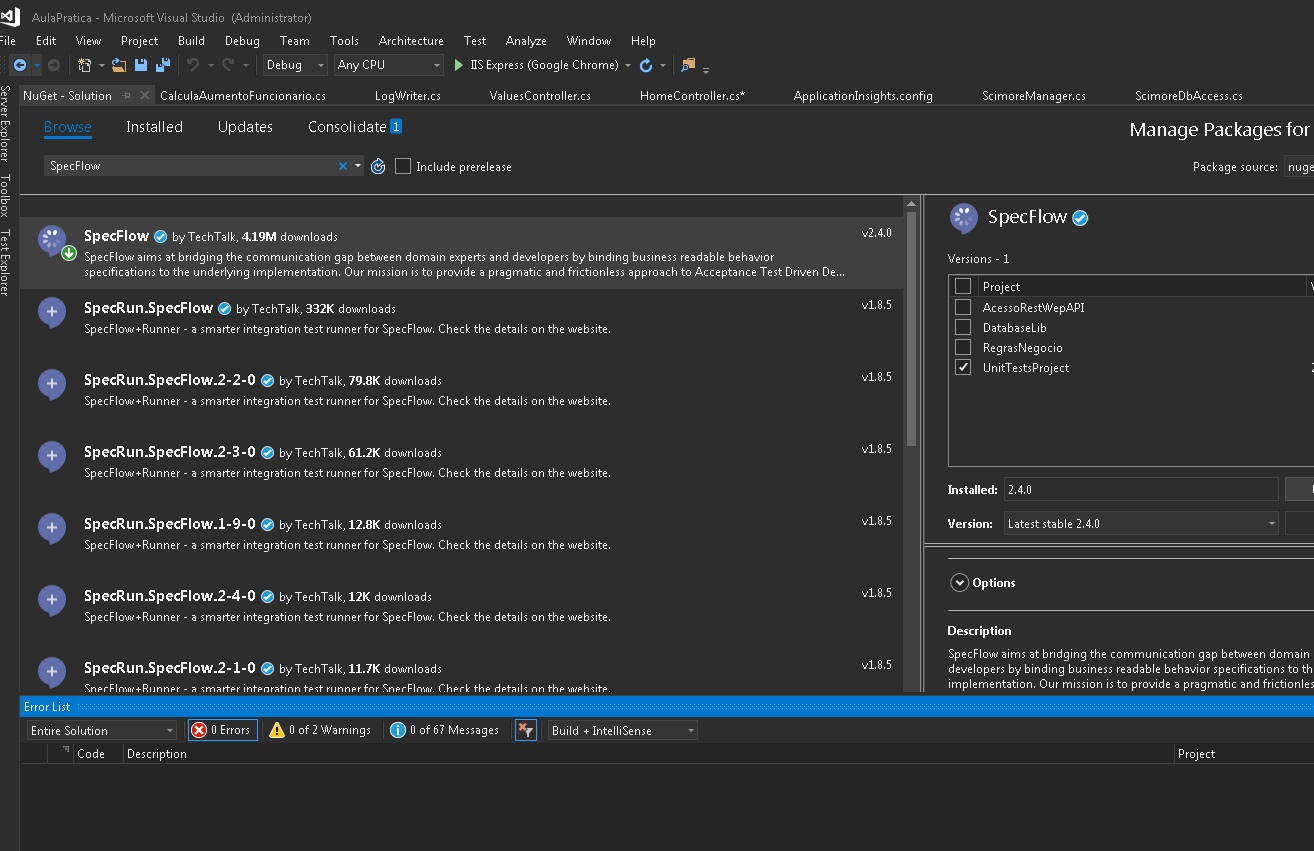 AulaPratica - Microsoft Visual Studio (Administrator)
File Edit View Project Build Debug Team Tools Architecture Test Analyze Window Help
Debug Any CPU IIS Express (Google Chrome)
NuGet - Solution CalculaAumentoFuncionario.cs LogWriter.cs ValuesController.cs HomeController.cs* ApplicationInsights.config ScimoreManager.cs ScimoreDbAccess.cs
Server Explorer
Toolbox
Test Explorer
Browse Installed Updates Consolidate 1
Manage Packages for
SpecFlow Include prerelease
Package source: nuge
SpecFlow by TechTalk, 4.19M downloads v2.4.0
SpecFlow aims at bridging the communication gap between domain experts and developers by binding business readable behavior
specifications to the underlying implementation. Our mission is to provide a pragmatic and frictionless approach to Acceptance Test Driven De...
SpecRun.SpecFlow by TechTalk, 332K downloads v1.8.5
SpecFlow+Runner - a smarter integration test runner for SpecFlow. Check the details on the website.
SpecRun.SpecFlow.2-2-0 by TechTalk, 79.8K downloads v1.8.5
SpecFlow+Runner - a smarter integration test runner for SpecFlow. Check the details on the website.
SpecRun.SpecFlow.2-3-0 by TechTalk, 61.2K downloads v1.8.5
SpecFlow+Runner - a smarter integration test runner for SpecFlow. Check the details on the website.
SpecRun.SpecFlow.1-9-0 by TechTalk, 12.8K downloads v1.8.5
SpecFlow+Runner - a smarter integration test runner for SpecFlow. Check the details on the website.
SpecRun.SpecFlow.2-4-0 by TechTalk, 12K downloads v1.8.5
SpecFlow+Runner - a smarter integration test runner for SpecFlow. Check the details on the website.
SpecRun.SpecFlow.2-1-0 by TechTalk, 11.7K downloads v1.8.5
SpecFlow+Runner - a smarter integration test runner for SpecFlow. Check the details on the website.
SpecFlow
Versions - 1
Project
AcessoRestWepAPI
DatabaseLib
RegrasNegocio
UnitTestsProject
Installed: 2.4.0
Version: Latest stable 2.4.0
Options
Description
SpecFlow aims at bridging the communication gap between domain
developers by binding business readable behavior specifications to th
implementation. Our mission is to provide a pragmatic and frictionles
Error List
Entire Solution 0 Errors 0 of 2 Warnings 0 of 67 Messages Build + IntelliSense
Code Description Project